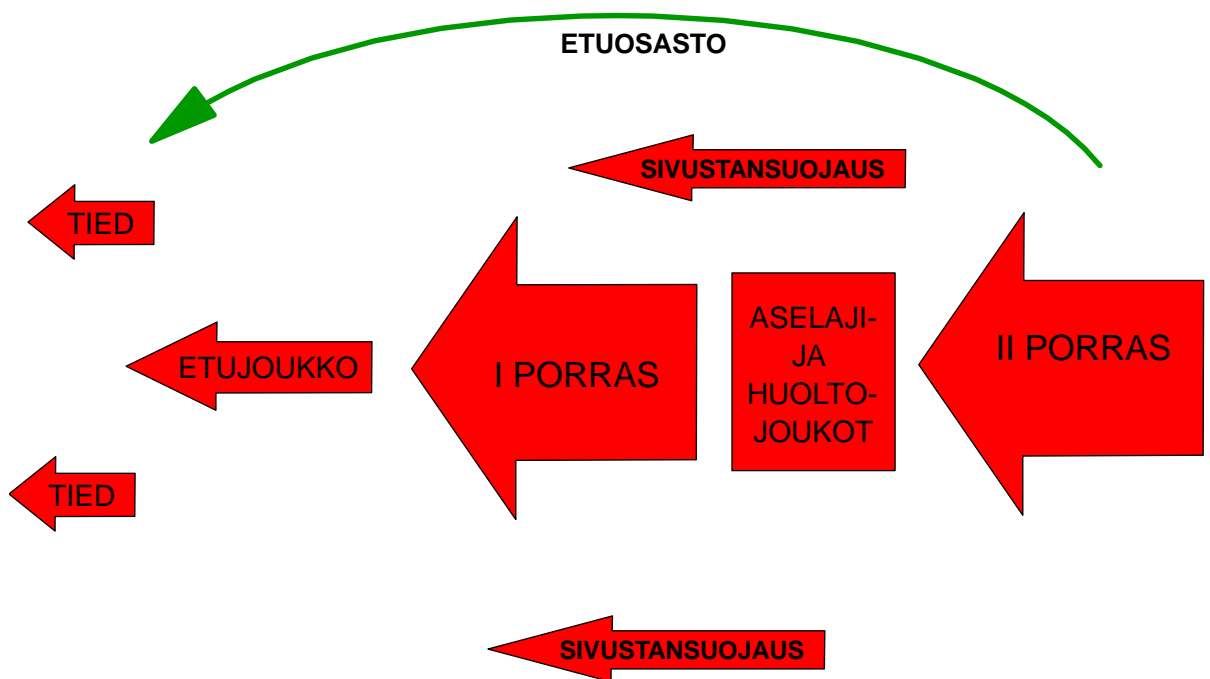 ETUOSASTO
SIVUSTANSUOJAUS
TIED
ETUJOUKKO
I PORRAS
ASELAJI-
JA
HUOLTO-
JOUKOT
II PORRAS
TIED
SIVUSTANSUOJAUS